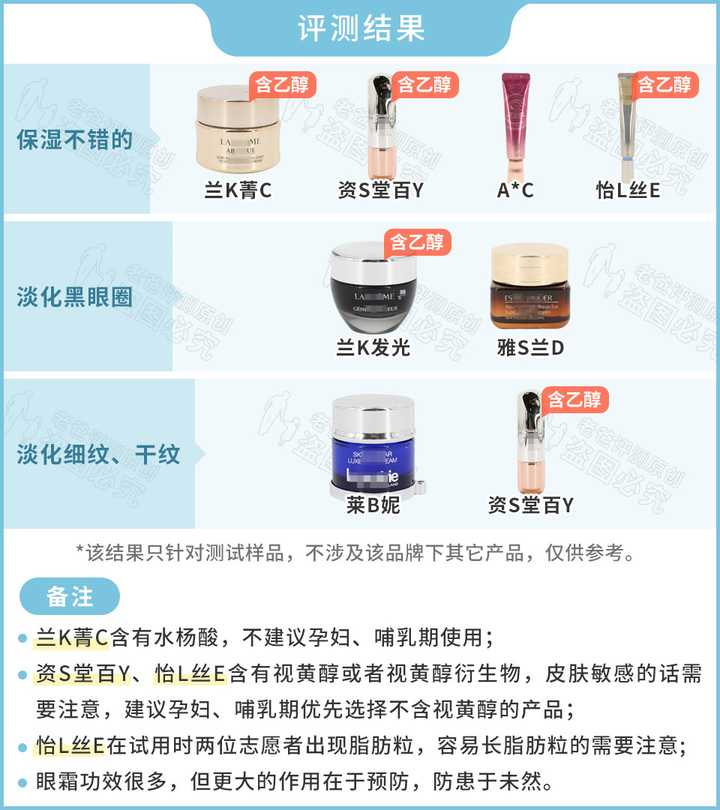 评测结果
保湿不错的
含乙醇
含乙醇
含乙醇
兰K菁C
资S堂百Y
A*C
怡L丝E
淡化黑眼圈
含乙醇
兰K发光
雅S兰D
淡化细纹、干纹
含乙醇
莱B妮
资S堂百Y
*该结果只针对测试样品，不涉及该品牌下其它产品，仅供参考。
备注
兰K菁C含有水杨酸，不建议孕妇、哺乳期使用；
资S堂百Y、怡L丝E含有视黄醇或者视黄醇衍生物，皮肤敏感的话需
要注意，建议孕妇、哺乳期优先选择不含视黄醇的产品；
怡L丝E在试用时两位志愿者出现脂肪粒，容易长脂肪粒的需要注意;
眼霜功效很多，但更大的作用在于预防，防患于未然。